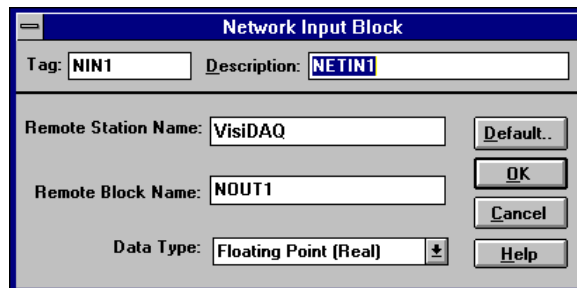 Network Input Block
Tag: NIN1 Description: NETIN1
Remote Station Name: VisiDAQ Default..
OK
Remote Block Name: NOUT1
Cancel
Data Type: Floating Point (Real) Help